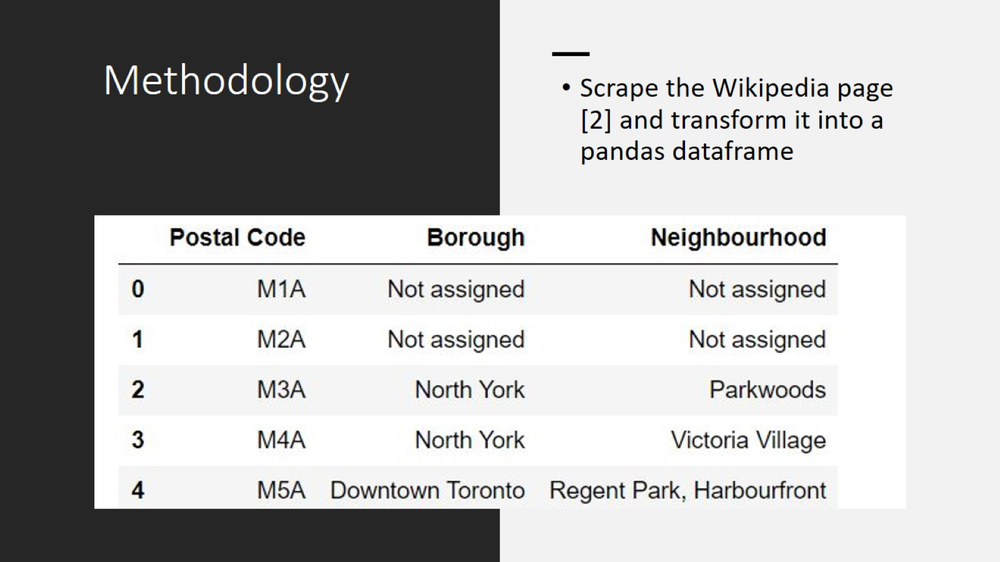 Methodology
• Scrape the Wikipedia page
[2] and transform it into a
pandas dataframe
Postal Code Borough Neighbourhood
0 M1A Not assigned Not assigned
1 M2A Not assigned Not assigned
2 M3A North York Parkwoods
3 M4A North York Victoria Village
4 M5A Downtown Toronto Regent Park, Harbourfront